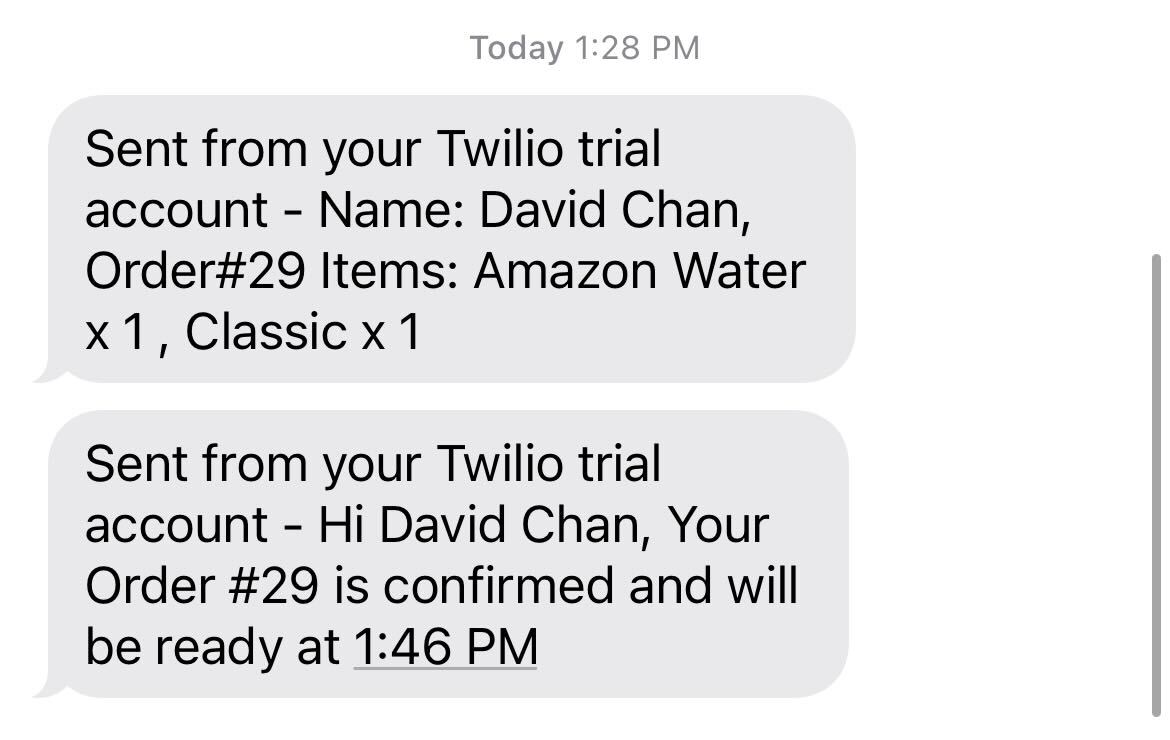 Today 1:28 PM
Sent from your Twilio trial
account - Name: David Chan,
Order#29 Items: Amazon Water
x 1 , Classic x 1
Sent from your Twilio trial
account - Hi David Chan, Your
Order #29 is confirmed and will
be ready at 1:46 PM